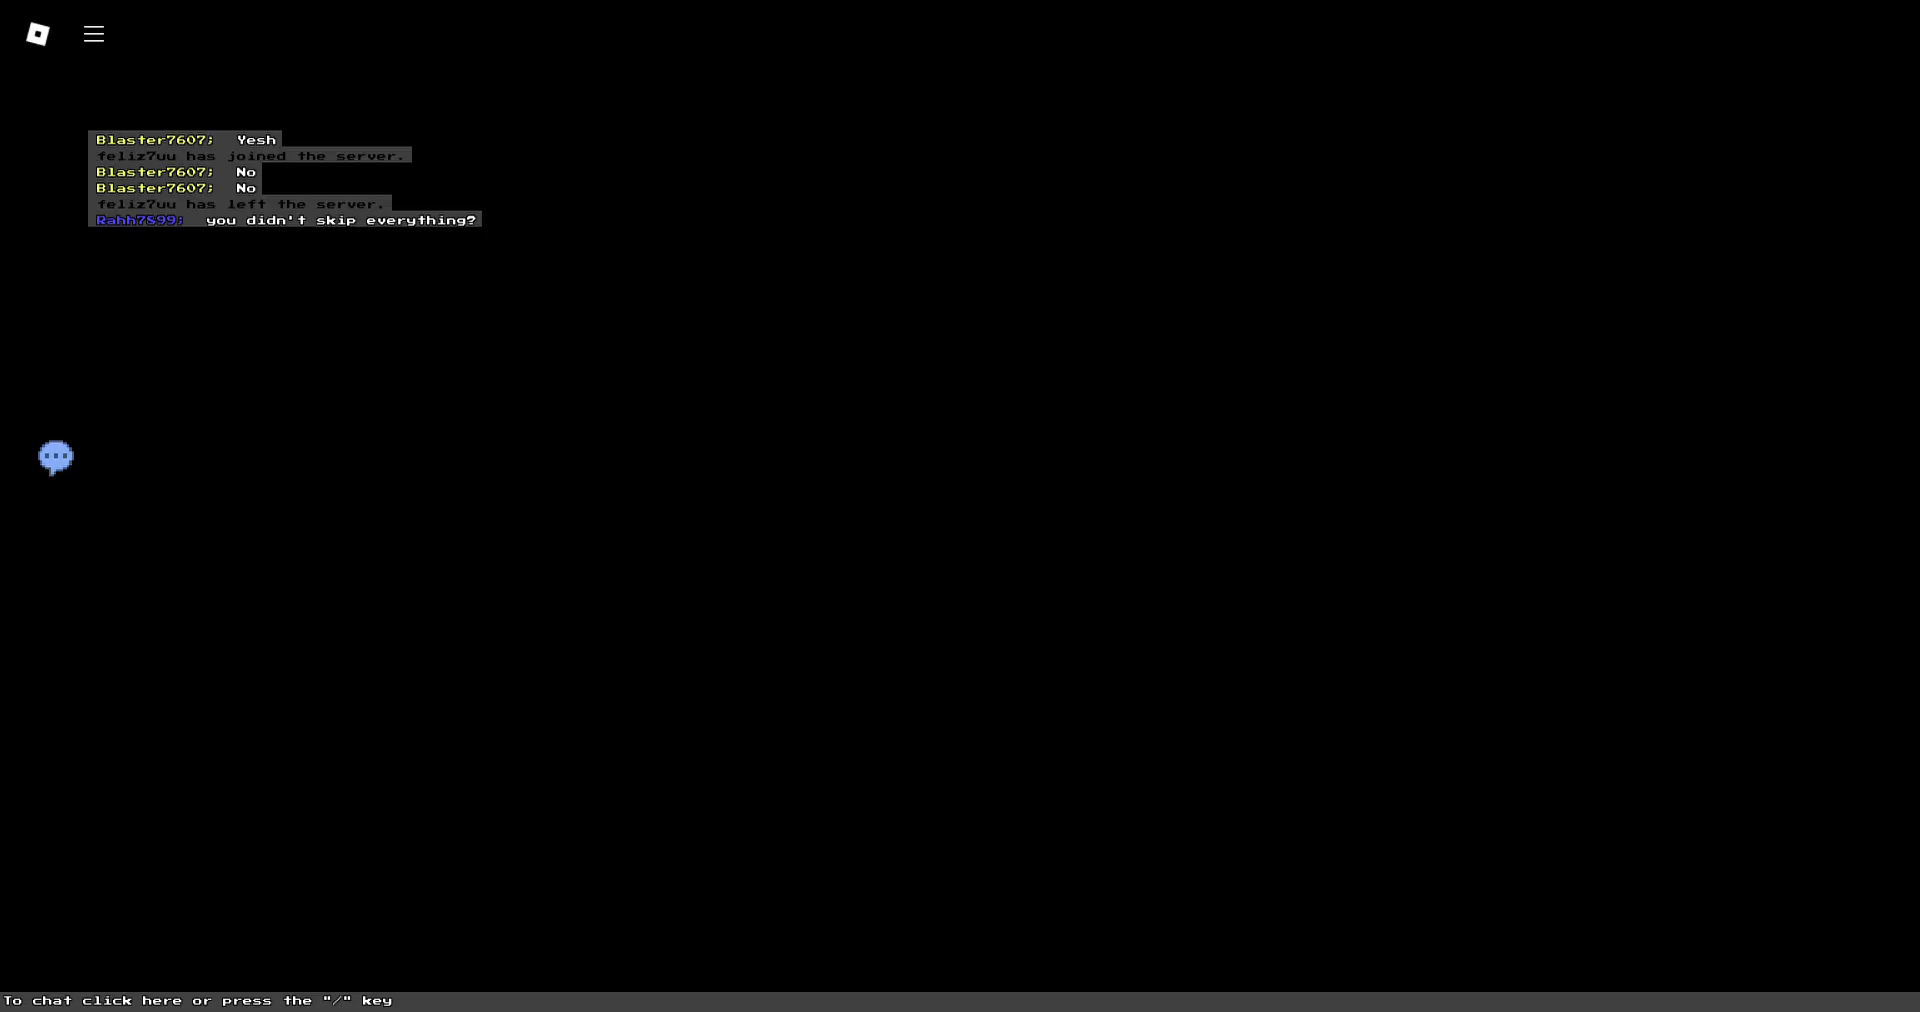 Blaster7607; Yesh
feliz7uu has joined the server.
Blaster7607; No
Blaster7607; No
feliz7uu has left the server.
Rahh7899; you didn't skip everything?
To chat click here or press the "/" key